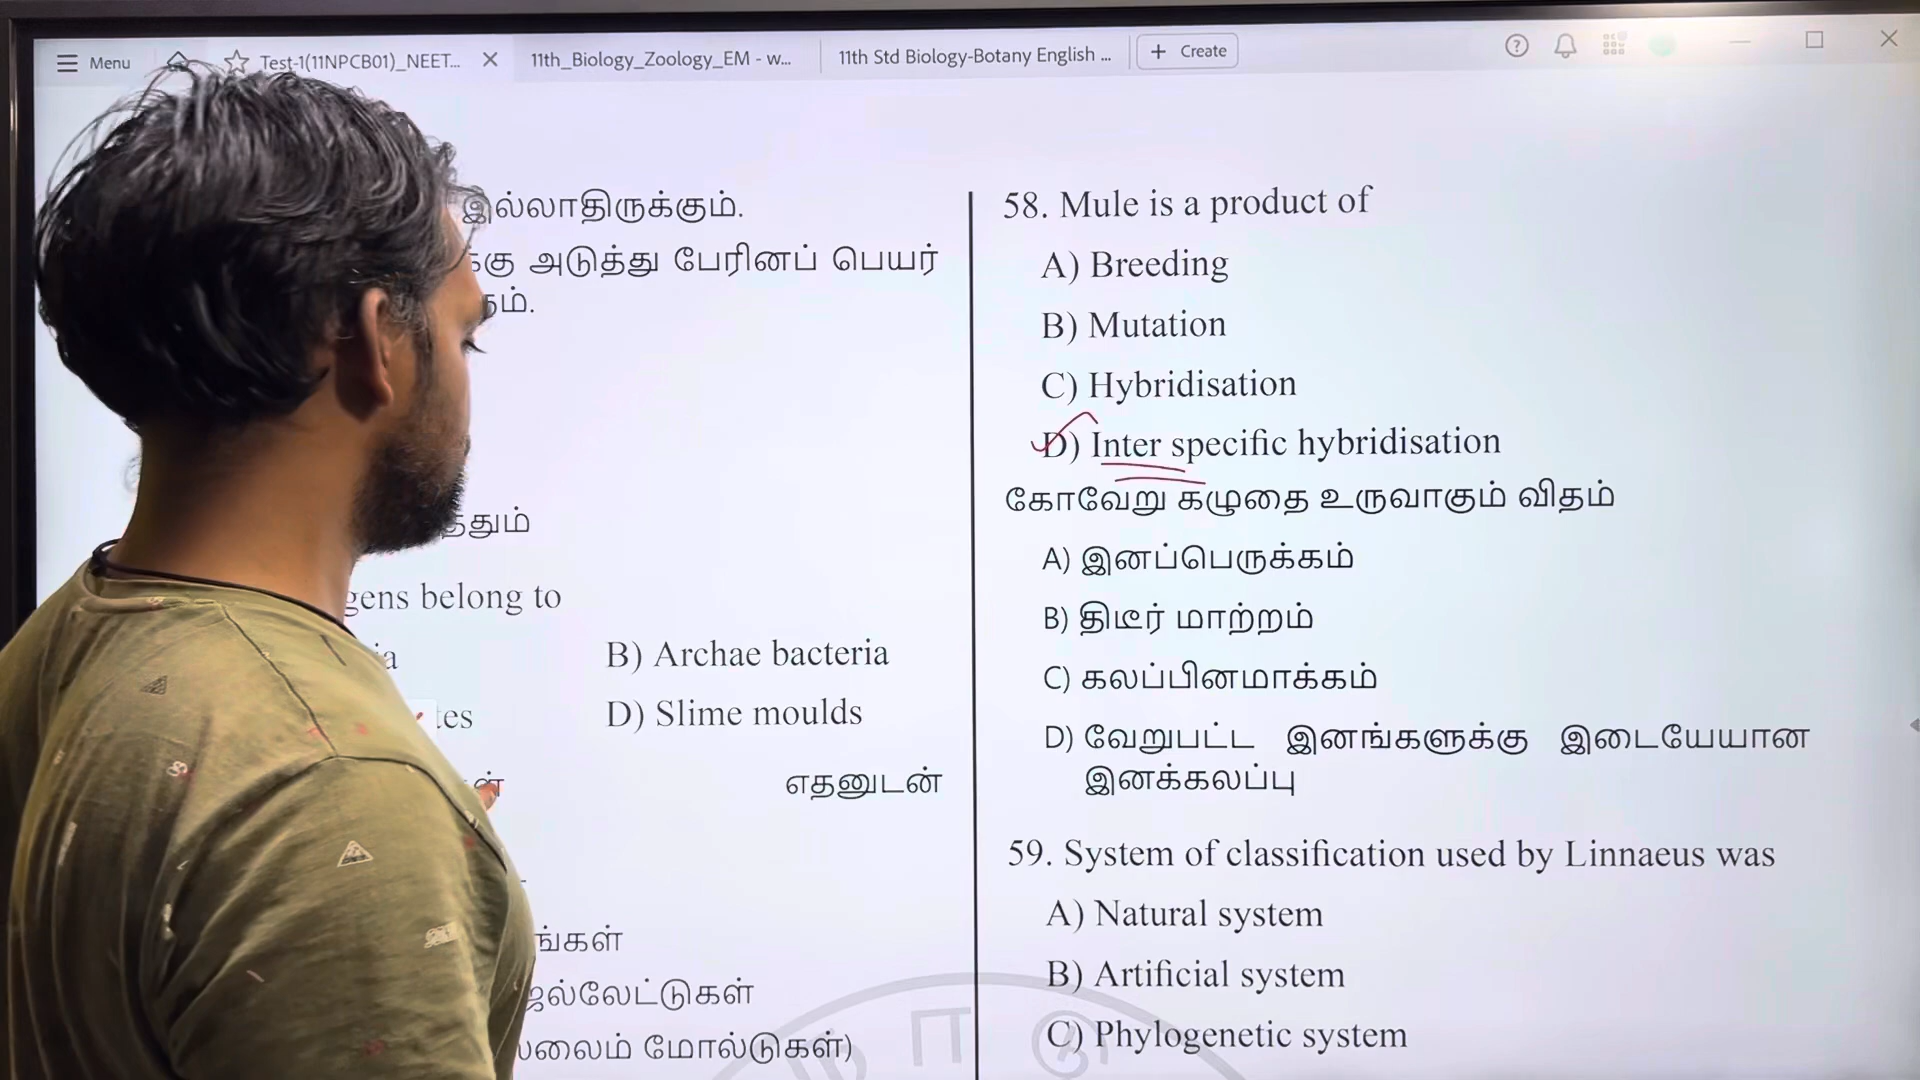 Menu
Test-1(11NPCB01)_NEET...
11th_Biology_Zoology_EM - w...
11th Std Biology-Botany English ...
+ Create
இல்லாதிருக்கும்.
அடுத்து பேரினப் பெயர்
belong to
B) Archae bacteria
D) Slime moulds
எதனுடன்
மோல்டுகள்)
58. Mule is a product of
A) Breeding
B) Mutation
C) Hybridisation
D) Inter specific hybridisation
கோவேறு கழுதை உருவாகும் விதம்
A) இனப்பெருக்கம்
B) திடீர் மாற்றம்
C) கலப்பினமாக்கம்
D) வேறுபட்ட இனங்களுக்கு இடையேயான
இனக்கலப்பு
59. System of classification used by Linnaeus was
A) Natural system
B) Artificial system
C) Phylogenetic system